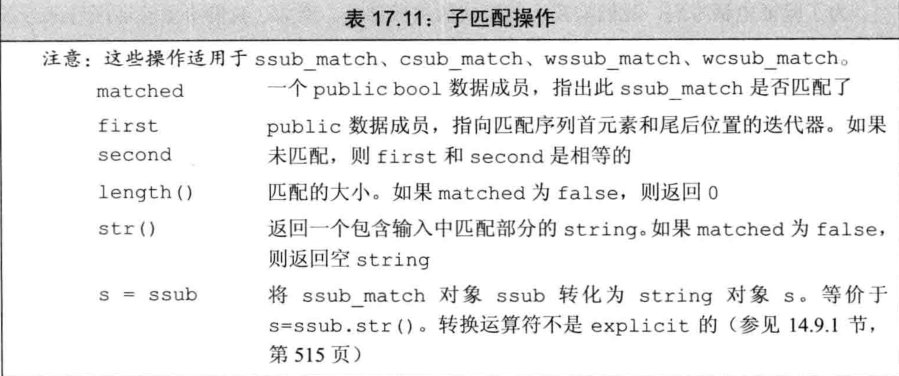 表 17.11：子匹配操作
注意：这些操作适用于 ssub_match、csub_match、wssub_match、wcsub_match。
matched 一个 public bool 数据成员，指出此 ssub_match 是否匹配了
first public 数据成员，指向匹配序列首元素和尾后位置的迭代器。如果
second 未匹配，则 first 和 second 是相等的
length() 匹配的大小。如果 matched 为 false，则返回 0
str() 返回一个包含输入中匹配部分的 string。如果 matched 为 false，
则返回空 string
s = ssub 将 ssub_match 对象 ssub 转化为 string 对象 s。等价于
s=ssub.str()。转换运算符不是 explicit 的（参见 14.9.1 节，
第 515 页）